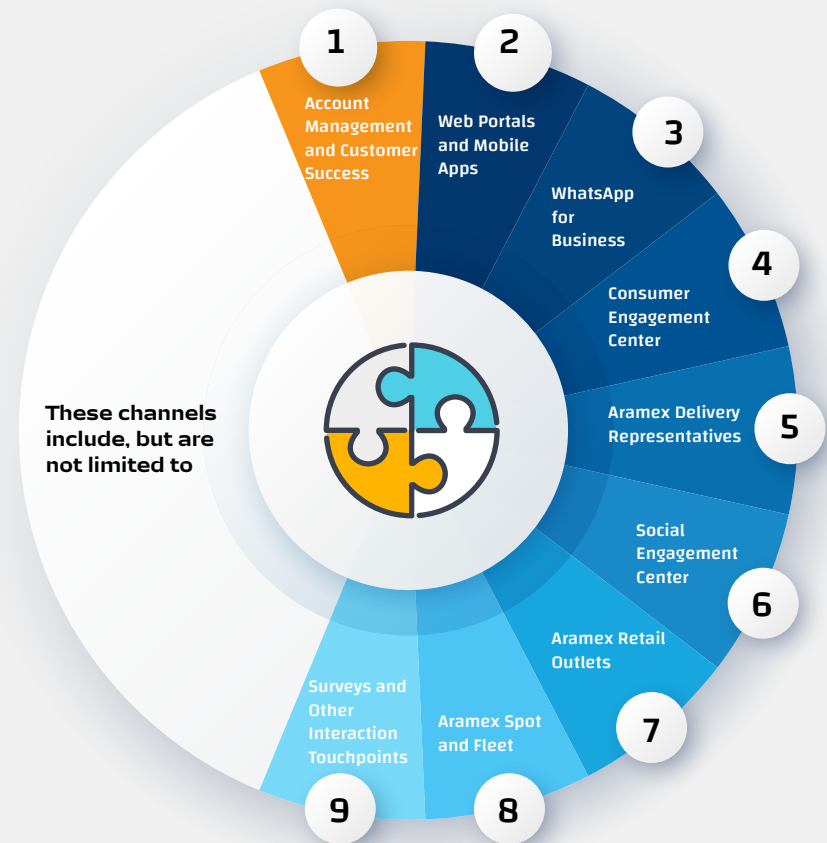 These channels
include, but are
not limited to
1
Account
Management
and Customer
Success
2
Web Portals
and Mobile
Apps
3
WhatsApp
for
Business
4
Consumer
Engagement
Center
5
Aramex Delivery
Representatives
6
Social
Engagement
Center
7
Aramex Retail
Outlets
8
Aramex Spot
and Fleet
9
Surveys and
Other
Interaction
Touchpoints